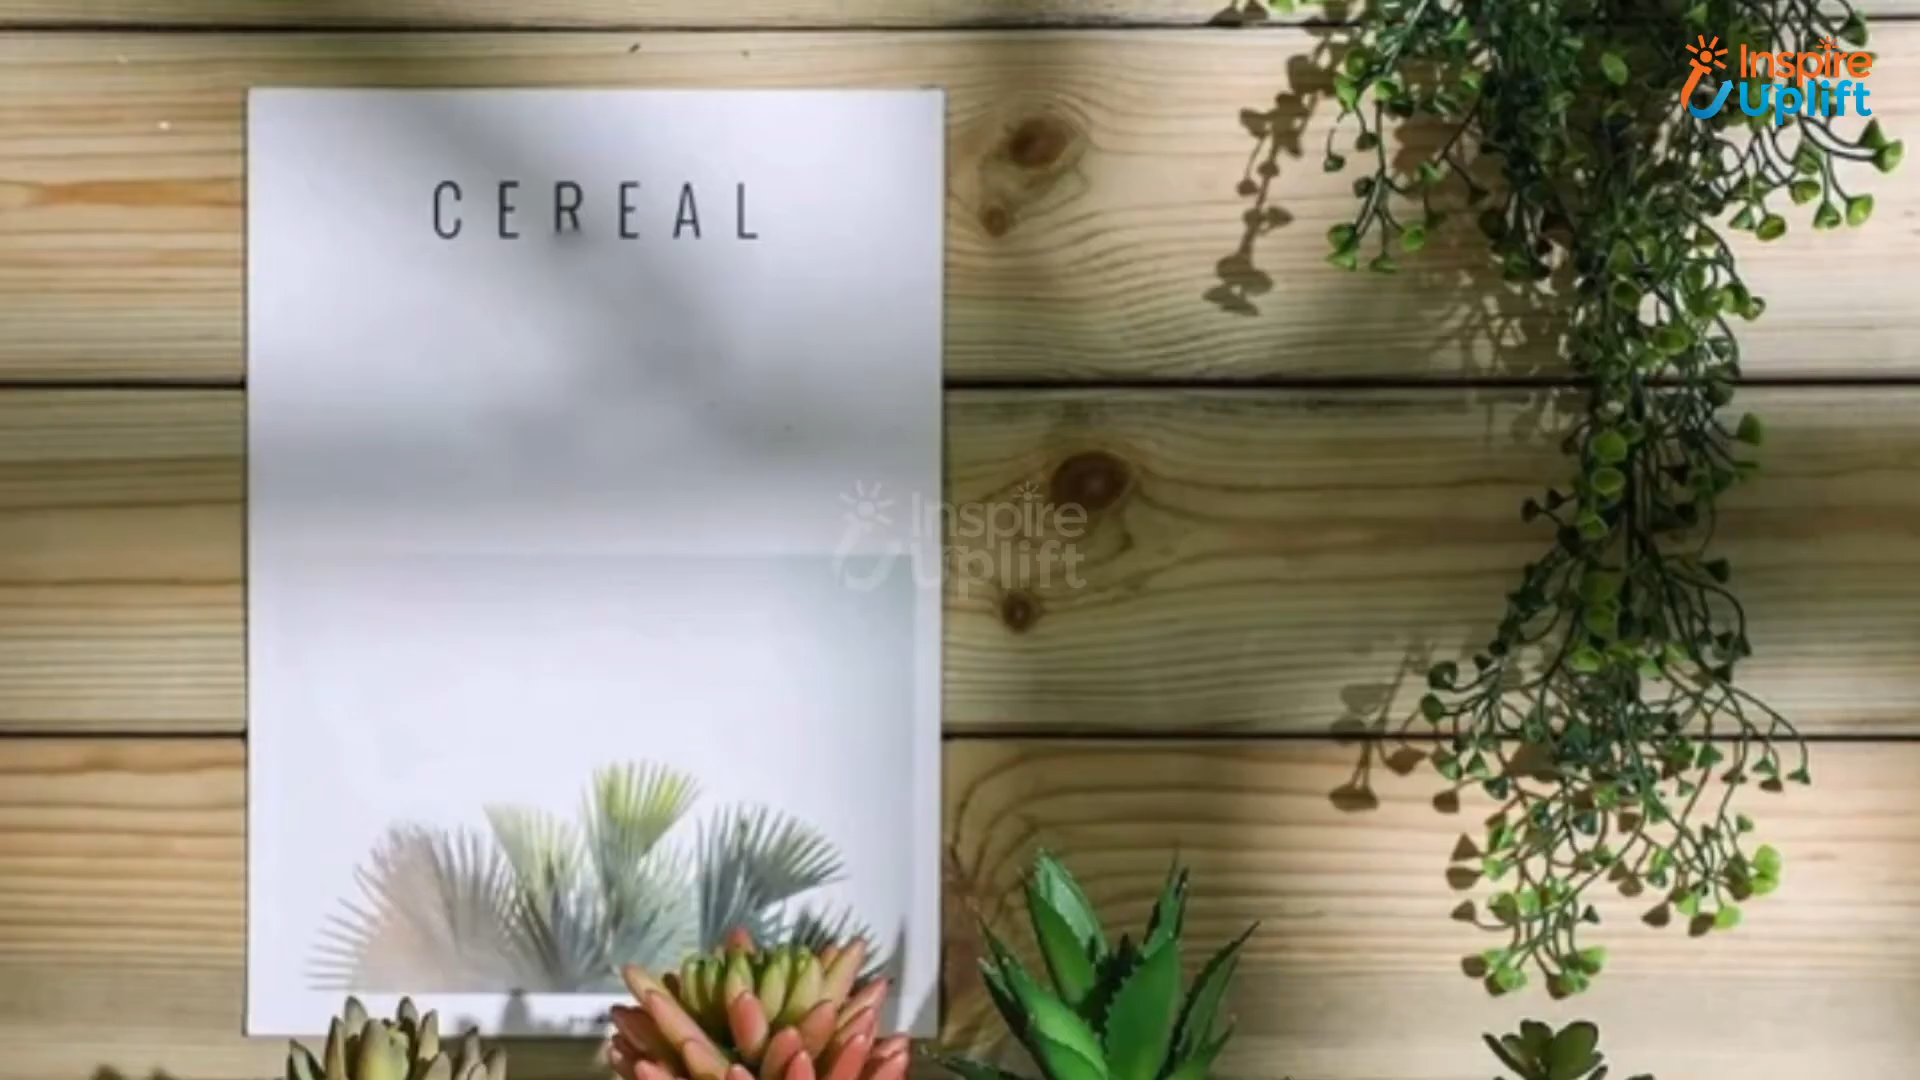 Inspire
Uplift
CEREAL
Inspire
Uplift